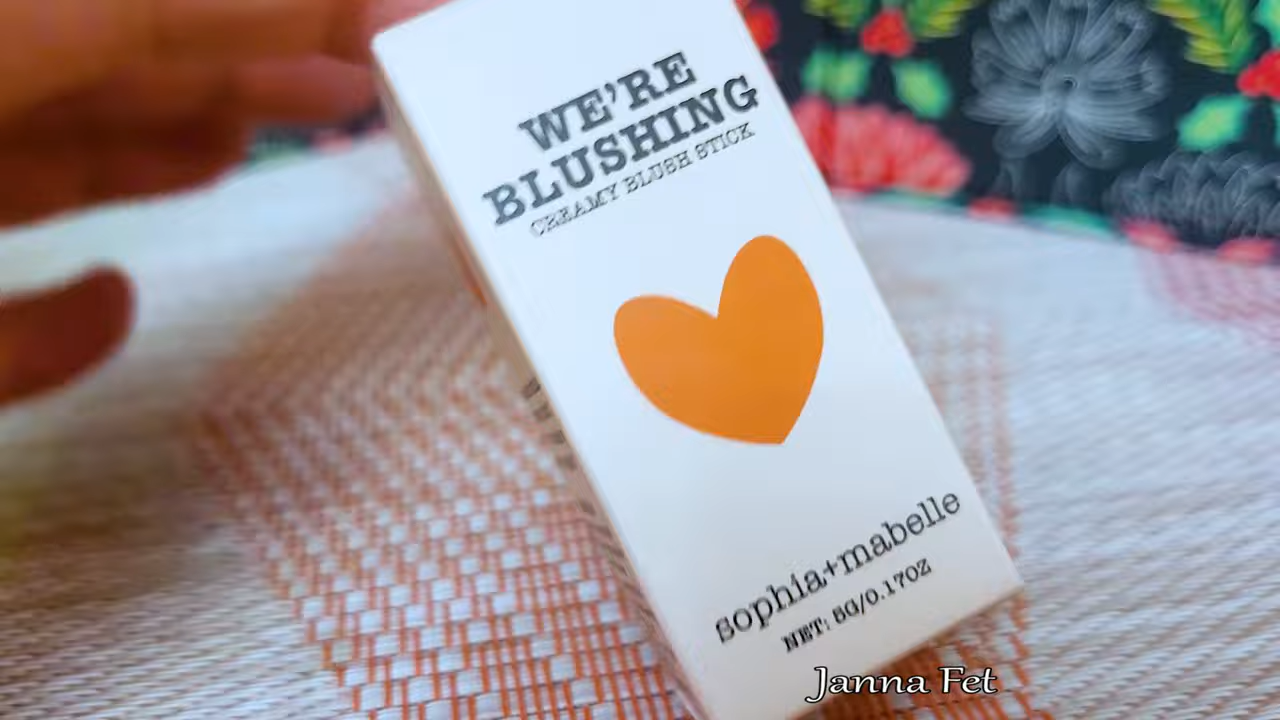 WE'RE
BLUSHING
CREAMY BLUSH STICK
sophia+mabelle
NET: 5G/0.17OZ
Janna Fet